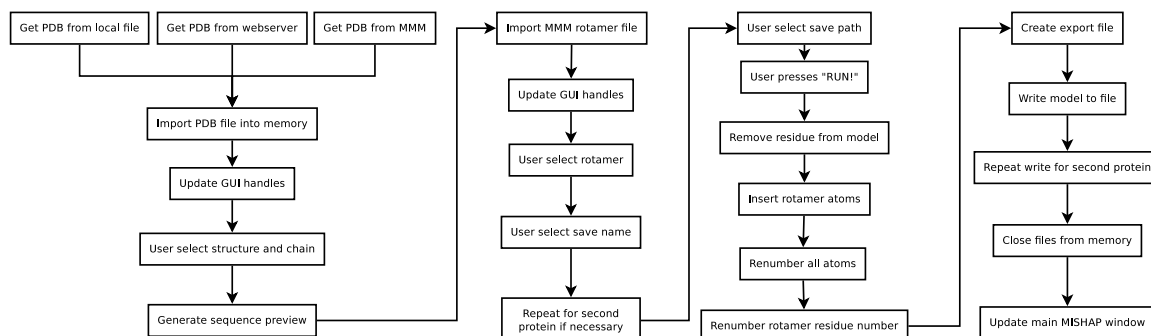 Get PDB from local file
Get PDB from webserver
Get PDB from MMM
Import PDB file into memory
Update GUI handles
User select structure and chain
Generate sequence preview
Import MMM rotamer file
Update GUI handles
User select rotamer
User select save name
Repeat for second
protein if necessary
User select save path
User presses "RUN!"
Remove residue from model
Insert rotamer atoms
Renumber all atoms
Renumber rotamer residue number
Create export file
Write model to file
Repeat write for second protein
Close files from memory
Update main MISHAP window